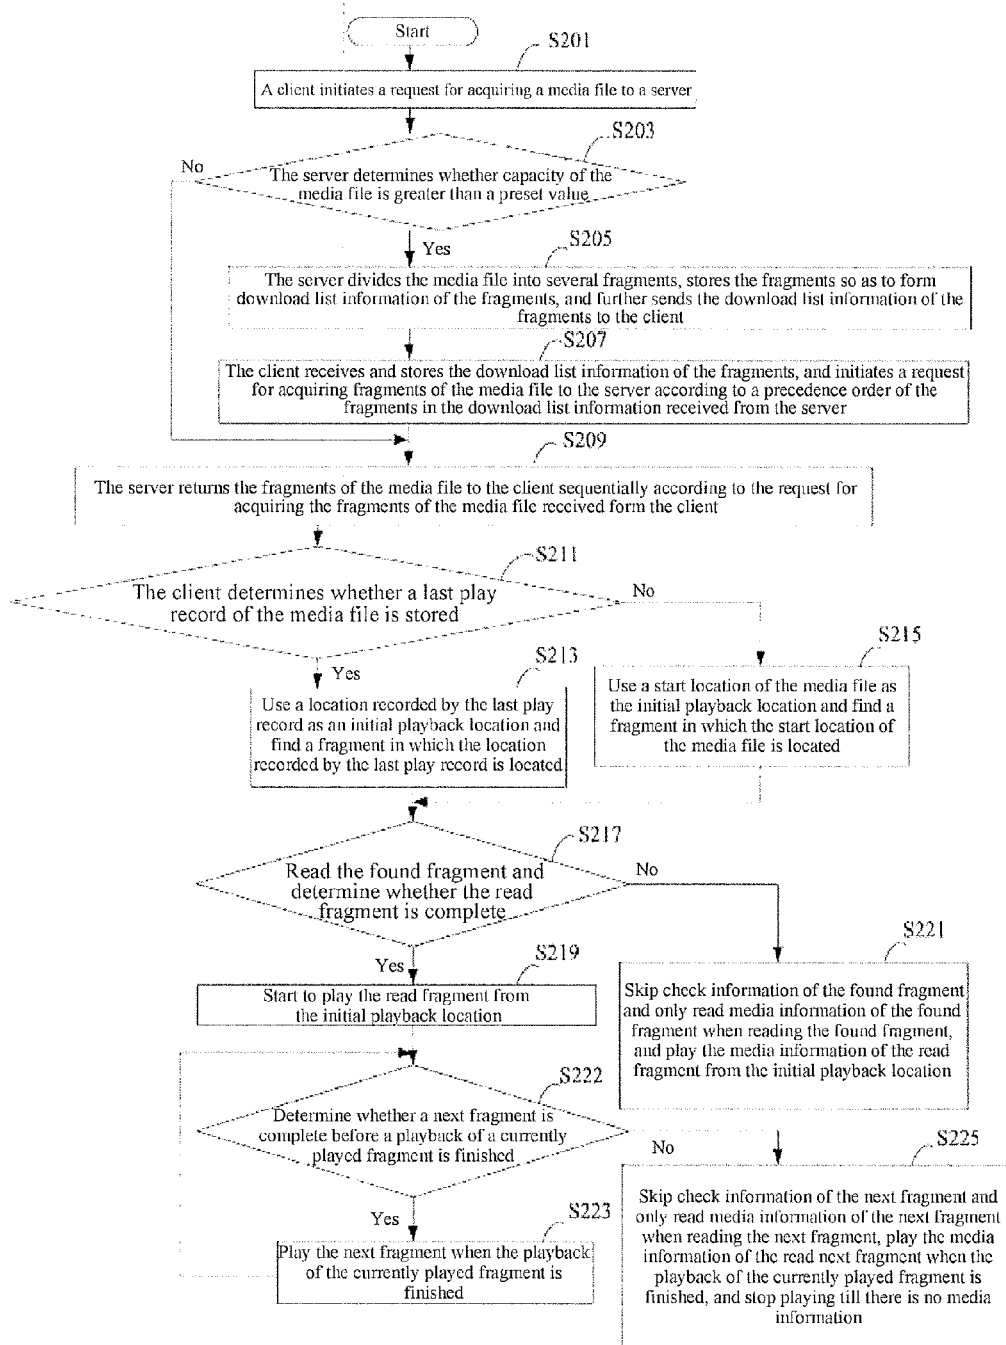 Start
S201
A client initiates a request for acquiring a media file to a server
S203
No
The server determines whether capacity of the
media file is greater than a preset value
Yes
S205
The server divides the media file into several fragments, stores the fragments so as to form
download list information of the fragments, and further sends the download list information of the
fragments to the client
S207
The client receives and stores the download list information of the fragments, and initiates a request
for acquiring fragments of the media file to the server according to a precedence order of the
fragments in the download list information received from the server
S209
The server returns the fragments of the media file to the client sequentially according to the request for
acquiring the fragments of the media file received form the client
S211
The client determines whether a last play
record of the media file is stored
No
Yes
S213
S215
Use a location recorded by the last play
record as an initial playback location and
find a fragment in which the location
recorded by the last play record is located
Use a start location of the media file as
the initial playback location and find a
fragment in which the start location of
the media file is located
S217
Read the found fragment and
determine whether the read
fragment is complete
No
Yes
S219
Start to play the read fragment from
the initial playback location
S221
Skip check information of the found fragment
and only read media information of the found
fragment when reading the found fragment,
and play the media information of the read
fragment from the initial playback location
S222
Determine whether a next fragment is
complete before a playback of a currently
played fragment is finished
No
Yes
S223
Play the next fragment when the playback
of the currently played fragment is
finished
S225
Skip check information of the next fragment and
only read media information of the next fragment
when reading the next fragment, play the media
information of the read next fragment when the
playback of the currently played fragment is
finished, and stop playing till there is no media
information